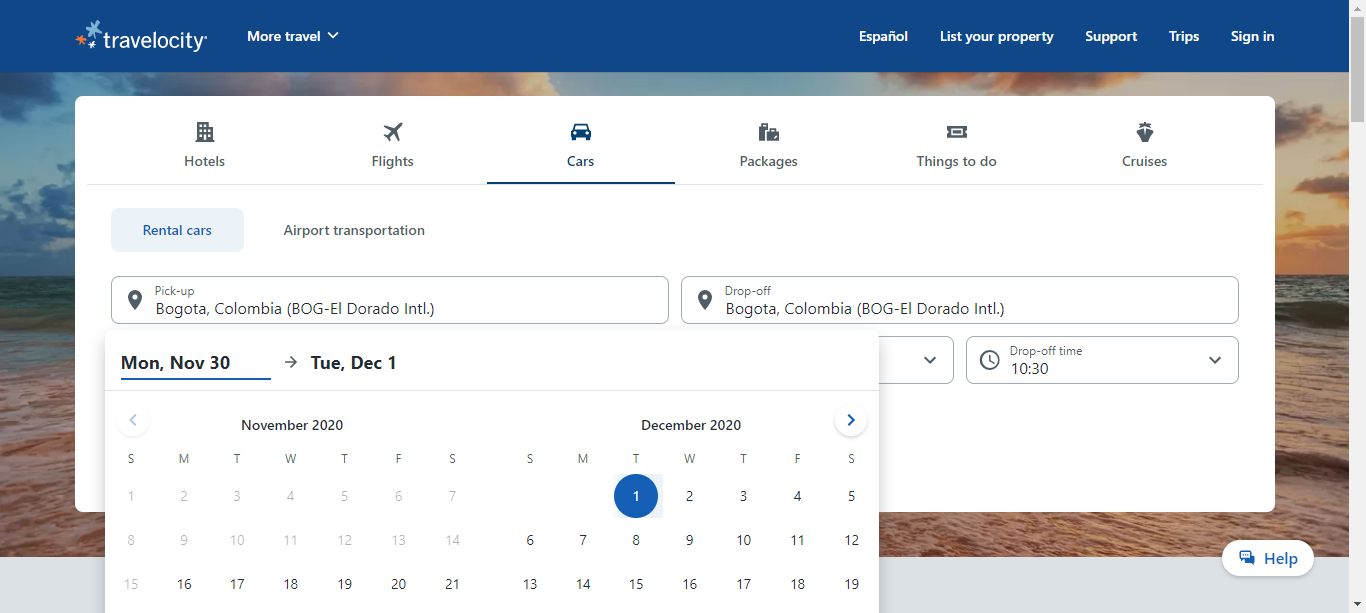 travelocity
More travel
Español
List your property
Support
Trips
Sign in
Hotels
Flights
Cars
Packages
Things to do
Cruises
Rental cars
Airport transportation
Pick-up
Bogota, Colombia (BOG-El Dorado Intl.)
Drop-off
Bogota, Colombia (BOG-El Dorado Intl.)
Mon, Nov 30
Tue, Dec 1
Drop-off time
10:30
November 2020
S M T W T F S
1 2 3 4 5 6 7
8 9 10 11 12 13 14
15 16 17 18 19 20 21
December 2020
S M T W T F S
1 2 3 4 5
6 7 8 9 10 11 12
13 14 15 16 17 18 19
Help